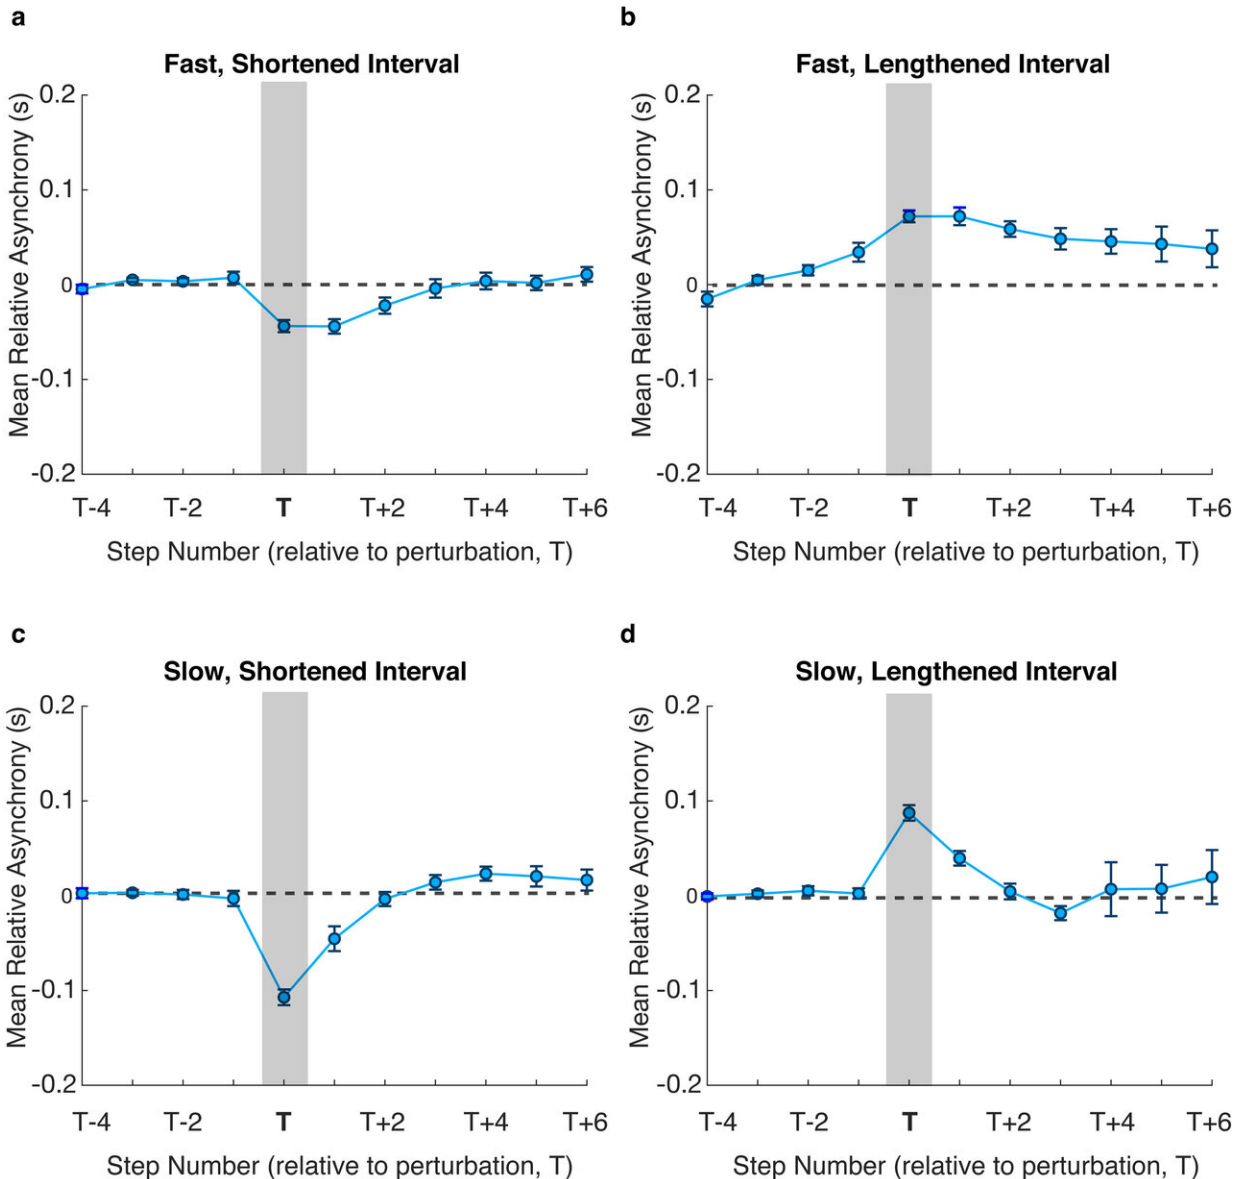 a
Fast, Shortened Interval
Mean Relative Asynchrony (s)
0.2
0.1
0
-0.1
-0.2
T-4 T-2 T T+2 T+4 T+6
Step Number (relative to perturbation, T)
b
Fast, Lengthened Interval
Mean Relative Asynchrony (s)
0.2
0.1
0
-0.1
-0.2
T-4 T-2 T T+2 T+4 T+6
Step Number (relative to perturbation, T)
c
Slow, Shortened Interval
Mean Relative Asynchrony (s)
0.2
0.1
0
-0.1
-0.2
T-4 T-2 T T+2 T+4 T+6
Step Number (relative to perturbation, T)
d
Slow, Lengthened Interval
Mean Relative Asynchrony (s)
0.2
0.1
0
-0.1
-0.2
T-4 T-2 T T+2 T+4 T+6
Step Number (relative to perturbation, T)